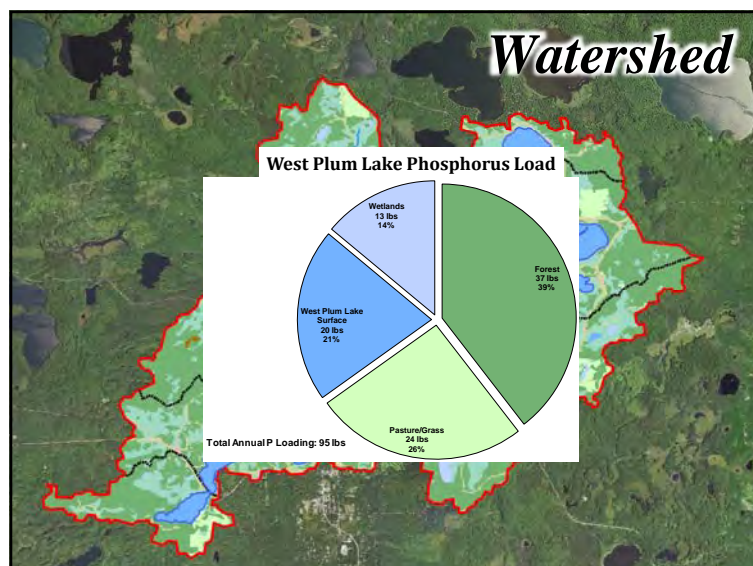 Watershed
West Plum Lake Phosphorus Load
Wetlands
13 lbs
14%
Forest
37 lbs
39%
West Plum Lake
Surface
20 lbs
21%
Pasture/Grass
24 lbs
26%
Total Annual P Loading: 95 lbs